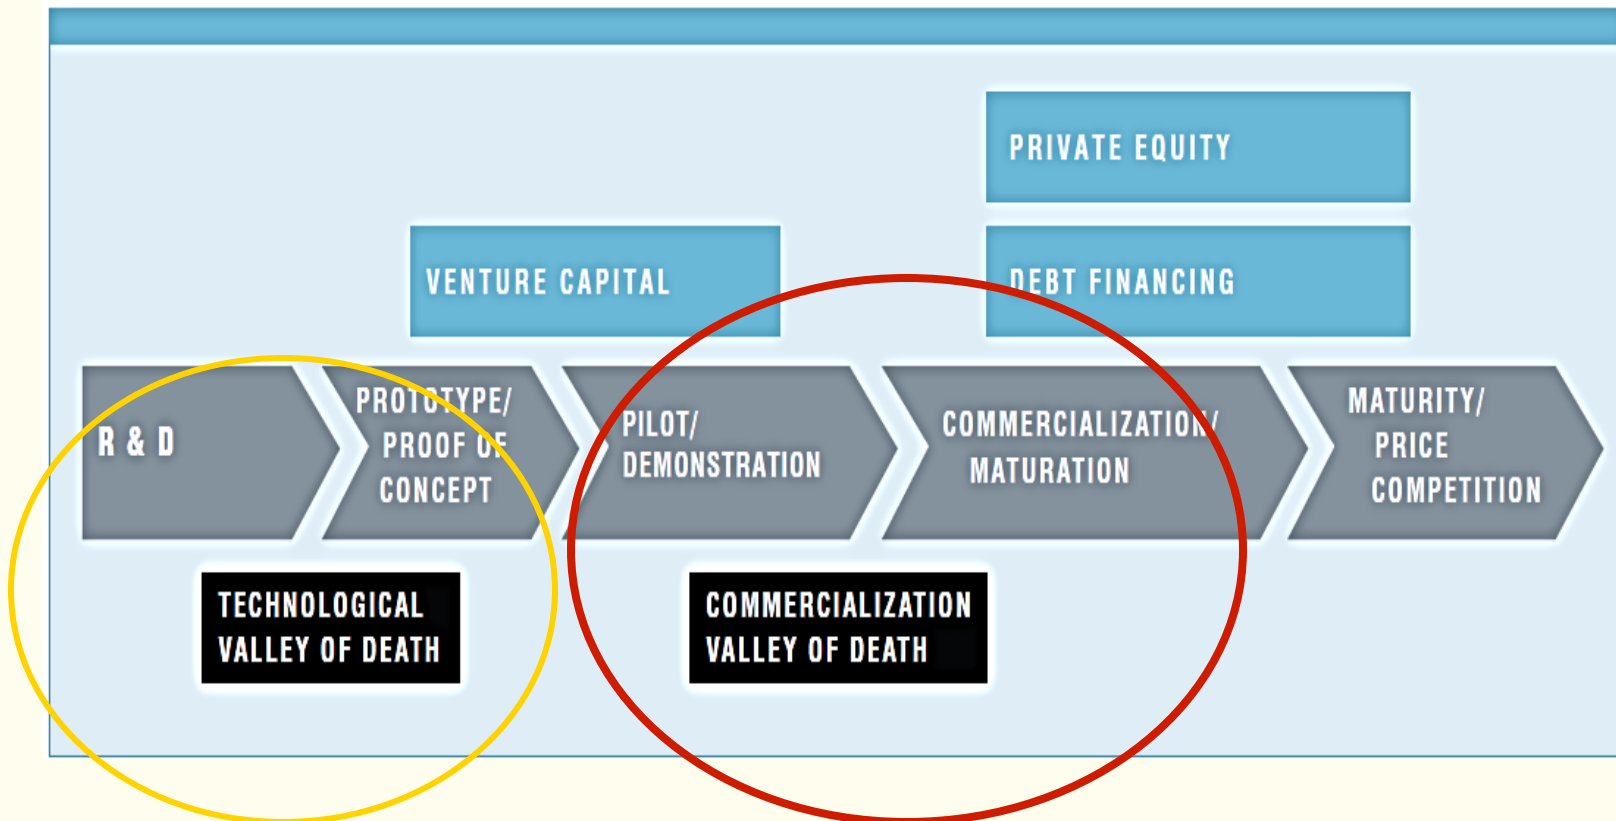 PRIVATE EQUITY
VENTURE CAPITAL
DEBT FINANCING
R & D
PROTOTYPE/
PROOF OF
CONCEPT
PILOT/
DEMONSTRATION
COMMERCIALIZATION/
MATURATION
MATURITY/
PRICE
COMPETITION
TECHNOLOGICAL
VALLEY OF DEATH
COMMERCIALIZATION
VALLEY OF DEATH